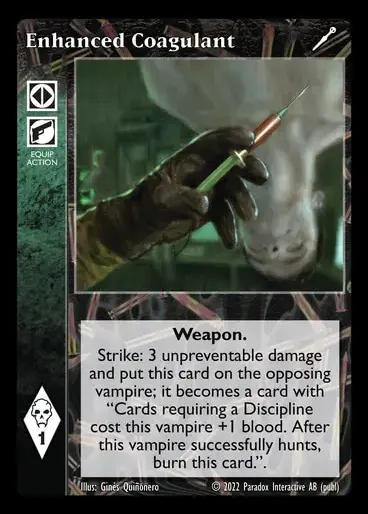 Enhanced Coagulant
EQUIP
ACTION
Weapon.
Strike: 3 unpreventable damage
and put this card on the opposing
vampire; it becomes a card with
“Cards requiring a Discipline
cost this vampire +1 blood. After
this vampire successfully hunts,
burn this card.”.
1
Illus: Ginés Quiñonero
© 2022 Paradox Interactive AB (publ)